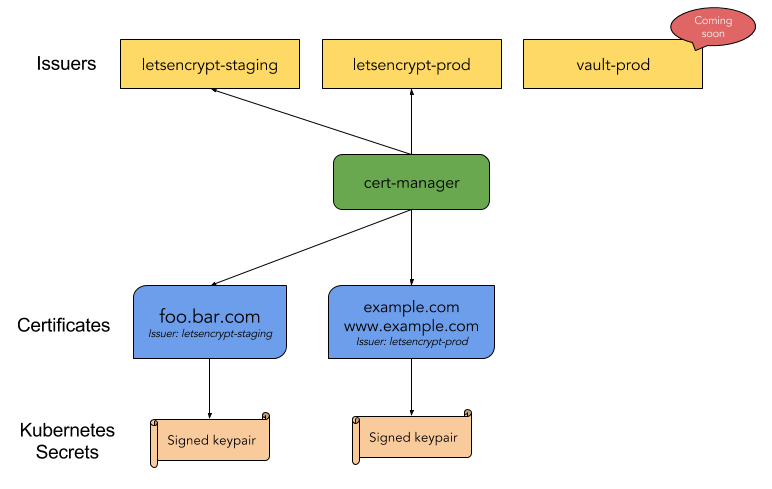 Coming
soon
Issuers
letsencrypt-staging
letsencrypt-prod
vault-prod
cert-manager
Certificates
foo.bar.com
Issuer: letsencrypt-staging
example.com
www.example.com
Issuer: letsencrypt-prod
Kubernetes
Secrets
Signed keypair
Signed keypair